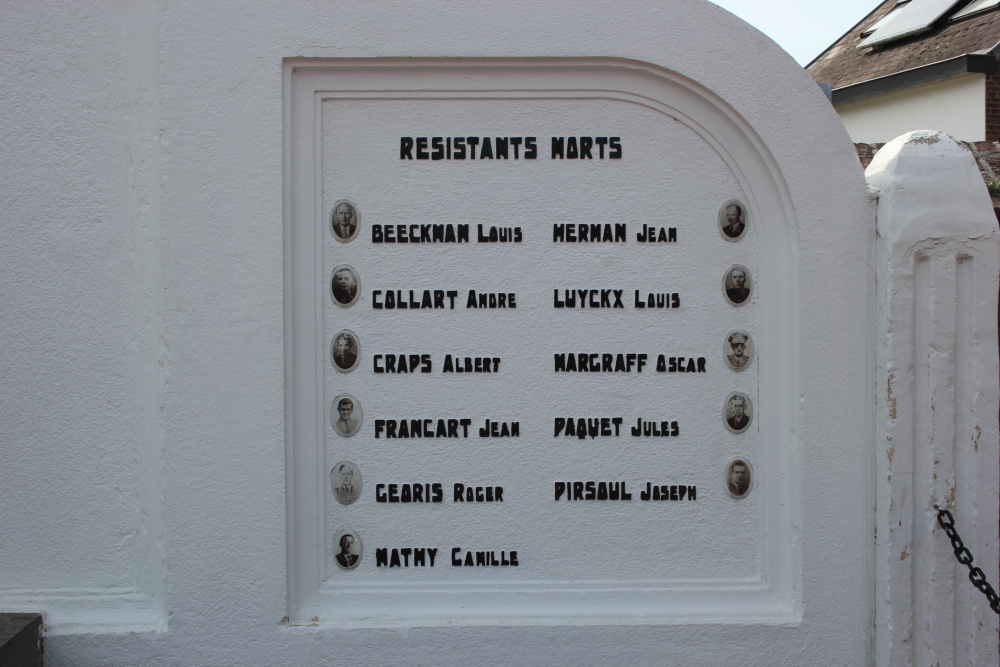 RESISTANTS MORTS
BEECKMAN LOUIS HERMAN JEAN
COLLART ANDRE LUYCKX LOUIS
CRAPS ALBERT MARGRAFF OSCAR
FRANCART JEAN PAQUET JULES
GEORIS ROGER PIRSOUL JOSEPH
MATHY CAMILLE